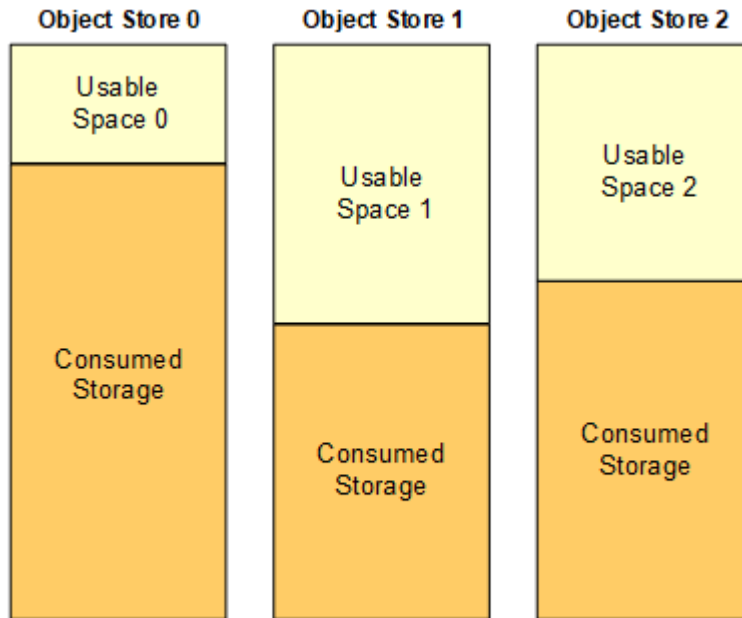 Object Store 0
Object Store 1
Object Store 2
Usable
Space 0
Usable
Space 1
Usable
Space 2
Consumed
Storage
Consumed
Storage
Consumed
Storage